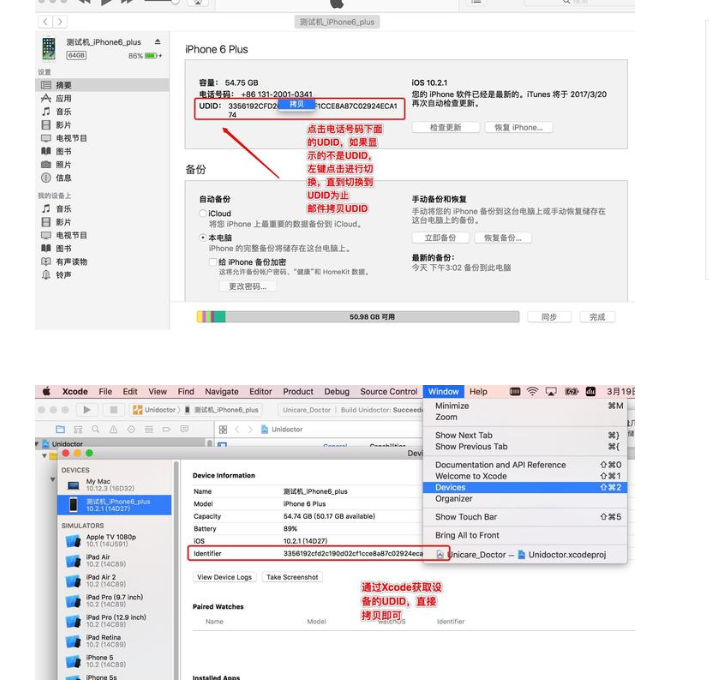 测试机_iPhone6_plus
测试机_iPhone6_plus
64GB 86%
设置
摘要
应用
音乐
影片
电视节目
图书
照片
信息
我的设备上
音乐
影片
电视节目
图书
有声读物
铃声
iPhone 6 Plus
容量： 54.75 GB
电话号码： +86 131-2001-0341
UDID： 3356192CFD2 拷贝 F1CCE8A87C02924ECA1
74
iOS 10.2.1
您的 iPhone 软件已经是最新的。iTunes 将于 2017/3/20
再次自动检查更新。
检查更新 恢复 iPhone...
点击电话号码下面
的UDID，如果显
示的不是UDID，
左键点击进行切
换，直到切换到
UDID为止
邮件拷贝UDID
备份
自动备份
iCloud
将您 iPhone 上最重要的数据备份到 iCloud。
本电脑
iPhone 的完整备份将储存在这台电脑上。
给 iPhone 备份加密
这将允许备份帐户密码、“健康”和 HomeKit 数据。
更改密码...
手动备份和恢复
手动将您的 iPhone 备份到这台电脑上或手动恢复储存在
这台电脑上的备份。
立即备份 恢复备份...
最新的备份：
今天 下午3:02 备份到此电脑
50.98 GB 可用
同步 完成
Xcode File Edit View Find Navigate Editor Product Debug Source Control Window Help 3月19日
Unidoctor 测试机_iPhone6_plus Unicare_Doctor | Build Unidoctor: Succeed
Unidoctor
Unidoctor
General Capabilities
Devi
Minimize ⌘M
Zoom
Show Next Tab ⌘}
Show Previous Tab ⌘{
Documentation and API Reference ⇧⌘0
Welcome to Xcode ⇧⌘1
Devices ⇧⌘2
Organizer
Show Touch Bar ⇧⌘5
Bring All to Front
Unicare_Doctor — Unidoctor.xcodeproj
DEVICES
My Mac
10.12.3 (16D32)
测试机_iPhone6_plus
10.2.1 (14D27)
SIMULATORS
Apple TV 1080p
10.1 (14U591)
iPad Air
10.2 (14C89)
iPad Air 2
10.2 (14C89)
iPad Pro (9.7 inch)
10.2 (14C89)
iPad Pro (12.9 inch)
10.2 (14C89)
iPad Retina
10.2 (14C89)
iPhone 5
10.2 (14C89)
iPhone 5s
Device Information
Name 测试机_iPhone6_plus
Model iPhone 6 Plus
Capacity 54.74 GB (50.17 GB available)
Battery 89%
iOS 10.2.1 (14D27)
Identifier 3356192cfd2c190d02cf1cce8a87c02924eca
View Device Logs Take Screenshot
通过Xcode获取设
备的UDID，直接
拷贝即可
Paired Watches
Name Model watchOS Identifier
Installed Apps